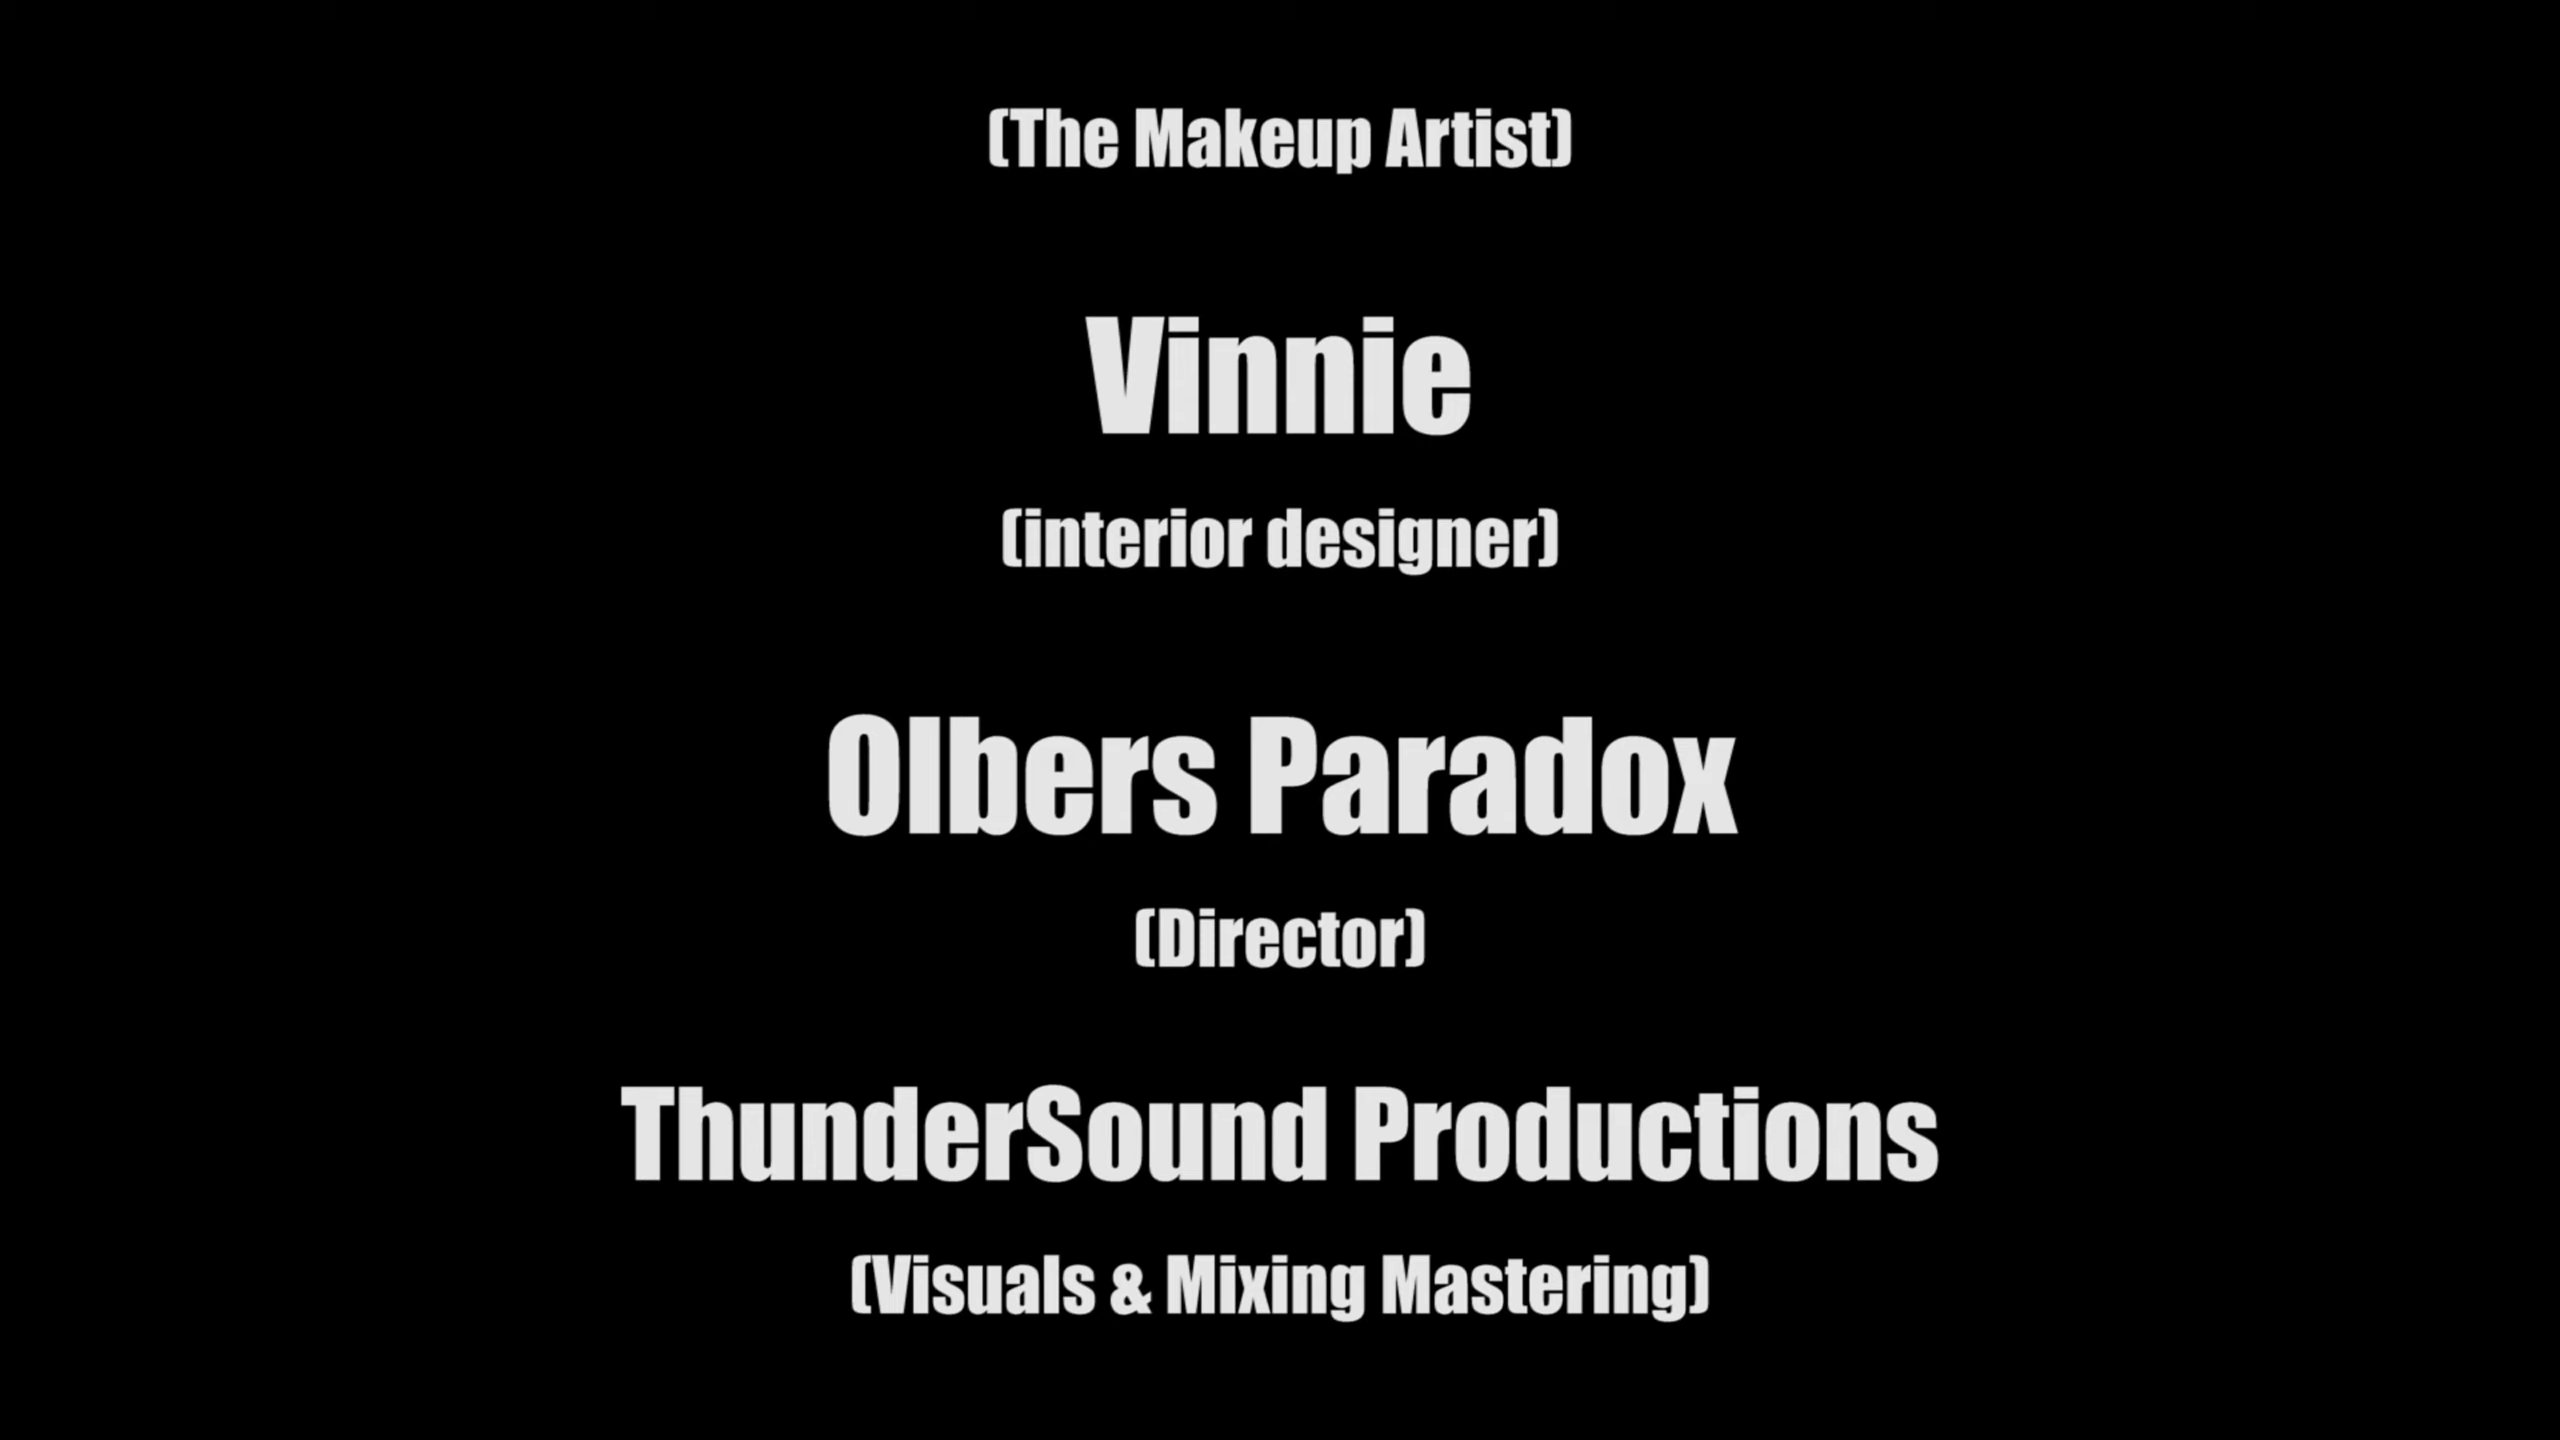 (The Makeup Artist)
Vinnie
(interior designer)
Olbers Paradox
(Director)
ThunderSound Productions
(Visuals & Mixing Mastering)